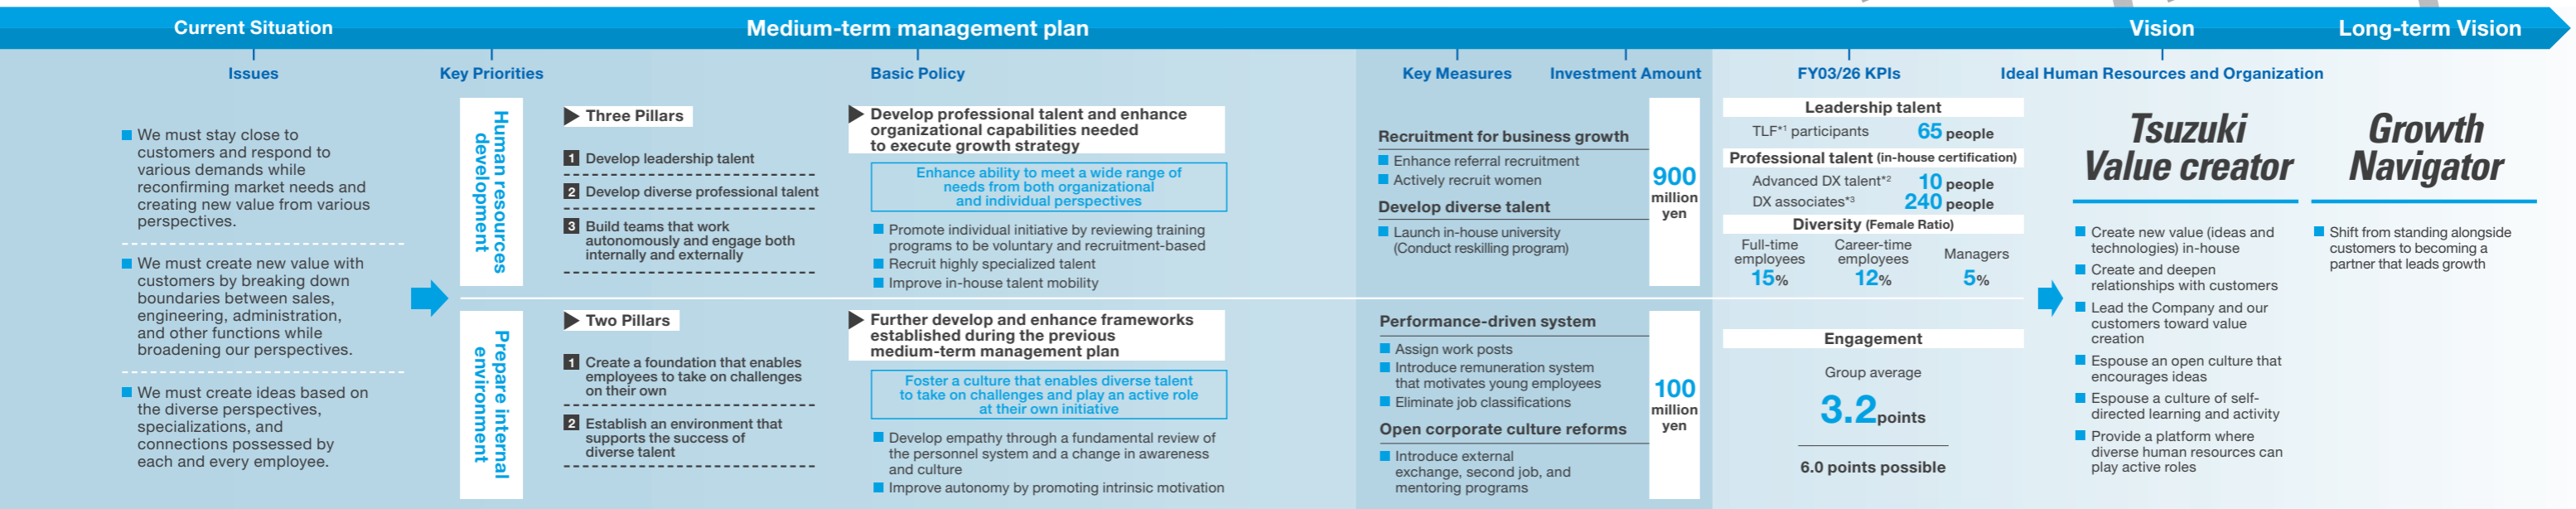 Current Situation
Medium-term management plan
Vision
Long-term Vision
Issues
Key Priorities
Basic Policy
Key Measures
Investment Amount
FY03/26 KPIs
Ideal Human Resources and Organization
We must stay close to
customers and respond to
various demands while
reconfirming market needs and
creating new value from various
perspectives.
We must create new value with
customers by breaking down
boundaries between sales,
engineering, administration,
and other functions while
broadening our perspectives.
We must create ideas based on
the diverse perspectives,
specializations, and
connections possessed by
each and every employee.
Human resources
development
Three Pillars
1 Develop leadership talent
2 Develop diverse professional talent
3 Build teams that work
autonomously and engage both
internally and externally
Develop professional talent and enhance
organizational capabilities needed
to execute growth strategy
Enhance ability to meet a wide range of
needs from both organizational
and individual perspectives
Promote individual initiative by reviewing training
programs to be voluntary and recruitment-based
Recruit highly specialized talent
Improve in-house talent mobility
Recruitment for business growth
Enhance referral recruitment
Actively recruit women
Develop diverse talent
Launch in-house university
(Conduct reskilling program)
900
million
yen
Leadership talent
TLF*1 participants 65 people
Professional talent (in-house certification)
Advanced DX talent*2 10 people
DX associates*3 240 people
Diversity (Female Ratio)
Full-time
employees
15%
Career-time
employees
12%
Managers
5%
Prepare internal
environment
Two Pillars
1 Create a foundation that enables
employees to take on challenges
on their own
2 Establish an environment that
supports the success of
diverse talent
Further develop and enhance frameworks
established during the previous
medium-term management plan
Foster a culture that enables diverse talent
to take on challenges and play an active role
at their own initiative
Develop empathy through a fundamental review of
the personnel system and a change in awareness
and culture
Improve autonomy by promoting intrinsic motivation
Performance-driven system
Assign work posts
Introduce remuneration system
that motivates young employees
Eliminate job classifications
Open corporate culture reforms
Introduce external
exchange, second job, and
mentoring programs
100
million
yen
Engagement
Group average
3.2points
6.0 points possible
Tsuzuki
Value creator
Create new value (ideas and
technologies) in-house
Create and deepen
relationships with customers
Lead the Company and our
customers toward value
creation
Espouse an open culture that
encourages ideas
Espouse a culture of self-
directed learning and activity
Provide a platform where
diverse human resources can
play active roles
Growth
Navigator
Shift from standing alongside
customers to becoming a
partner that leads growth